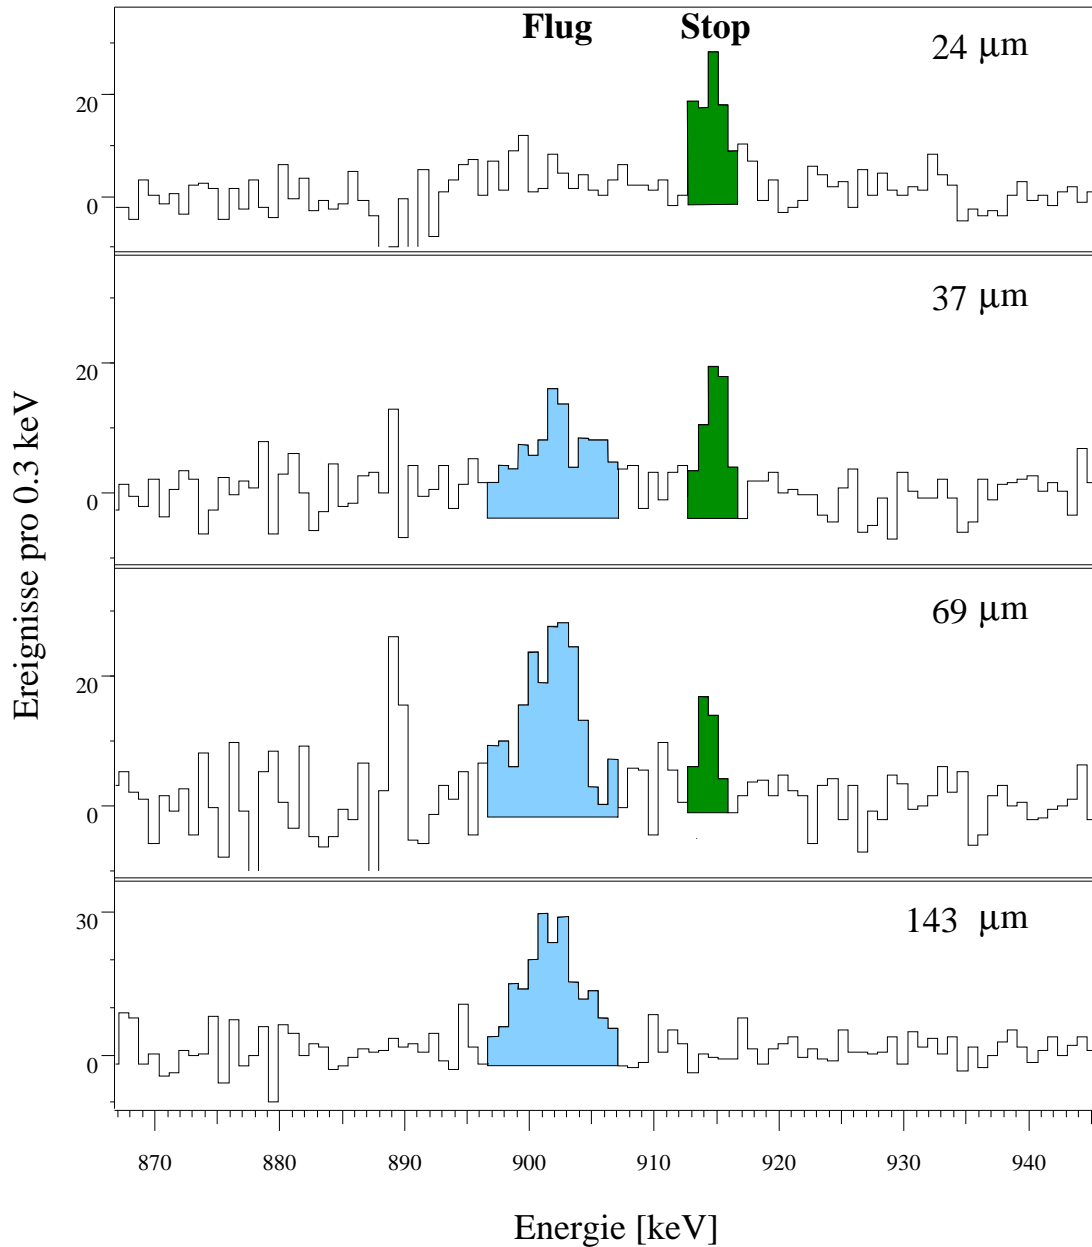 Flug Stop
24 μm
20
0
37 μm
20
0
Ereignisse pro 0.3 keV
69 μm
20
0
143 μm
30
0
870 880 890 900 910 920 930 940
Energie [keV]